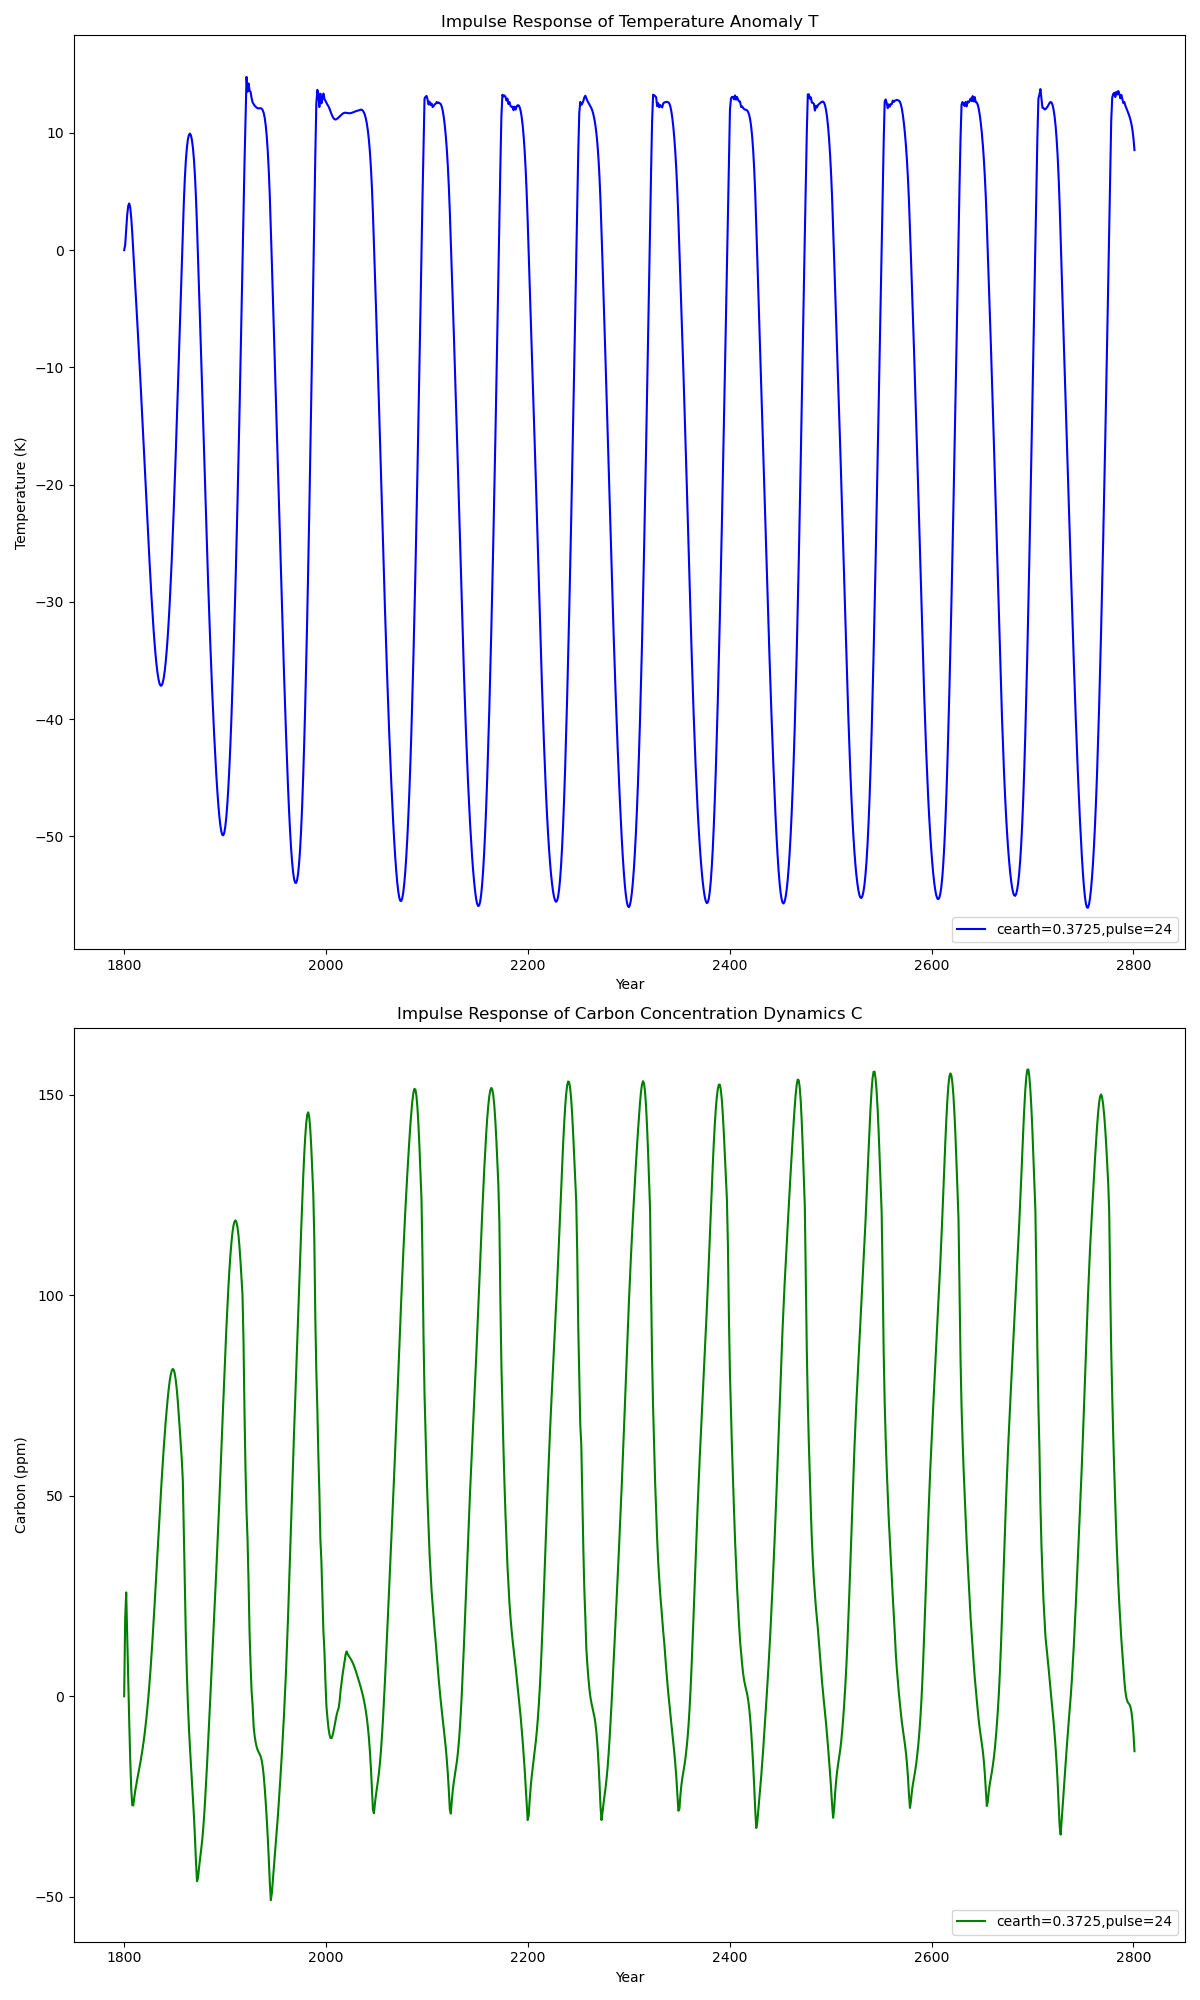 Impulse Response of Temperature Anomaly T
Temperature (K)
10
0
−10
−20
−30
−40
−50
cearth=0.3725,pulse=24
1800 2000 2200 2400 2600 2800
Year
Impulse Response of Carbon Concentration Dynamics C
Carbon (ppm)
150
100
50
0
−50
cearth=0.3725,pulse=24
1800 2000 2200 2400 2600 2800
Year